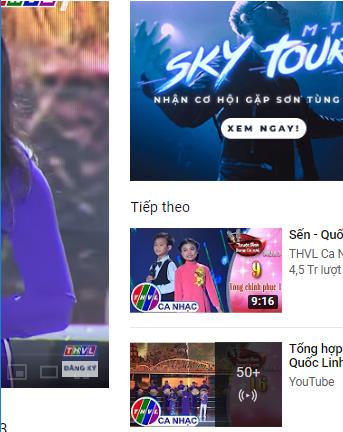 M-T
SKY TOUR
NHẬN CƠ HỘI GẶP SƠN TÙNG
XEM NGAY!
Tiếp theo
Sến - Quố
THVL Ca N
4,5 Tr lượt
9
Tông chinh phục 1
9:16
THVL CA NHẠC
THVL
ĐĂNG KÝ
Tổng hợp
Quốc Linh
YouTube
50+
THVL CA NHẠC